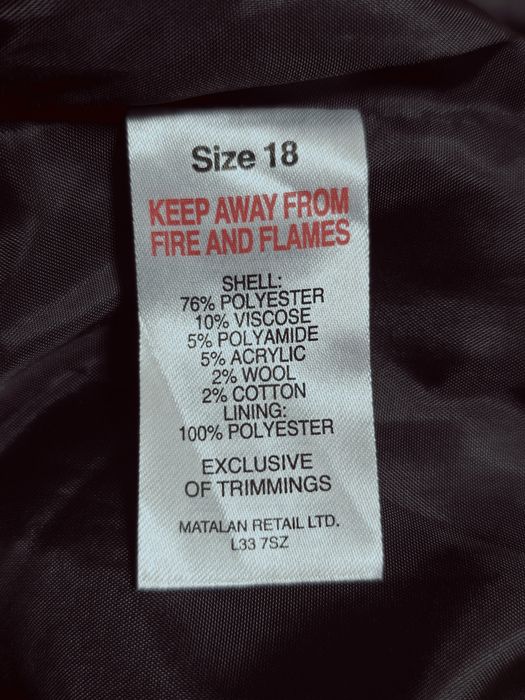 Size 18
KEEP AWAY FROM
FIRE AND FLAMES
SHELL:
76% POLYESTER
10% VISCOSE
5% POLYAMIDE
5% ACRYLIC
2% WOOL
2% COTTON
LINING:
100% POLYESTER
EXCLUSIVE
OF TRIMMINGS
MATALAN RETAIL LTD.
L33 7SZ